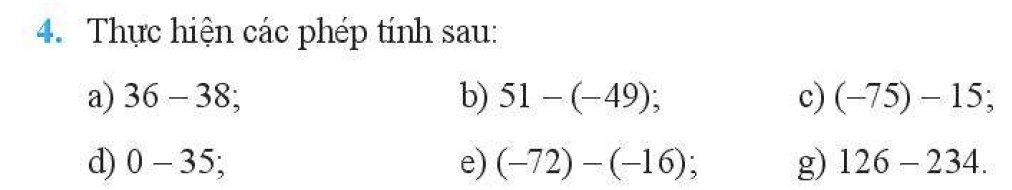 4. Thực hiện các phép tính sau:
a) 36 – 38; b) 51 – (–49); c) (–75) – 15;
d) 0 – 35; e) (–72) – (–16); g) 126 – 234.